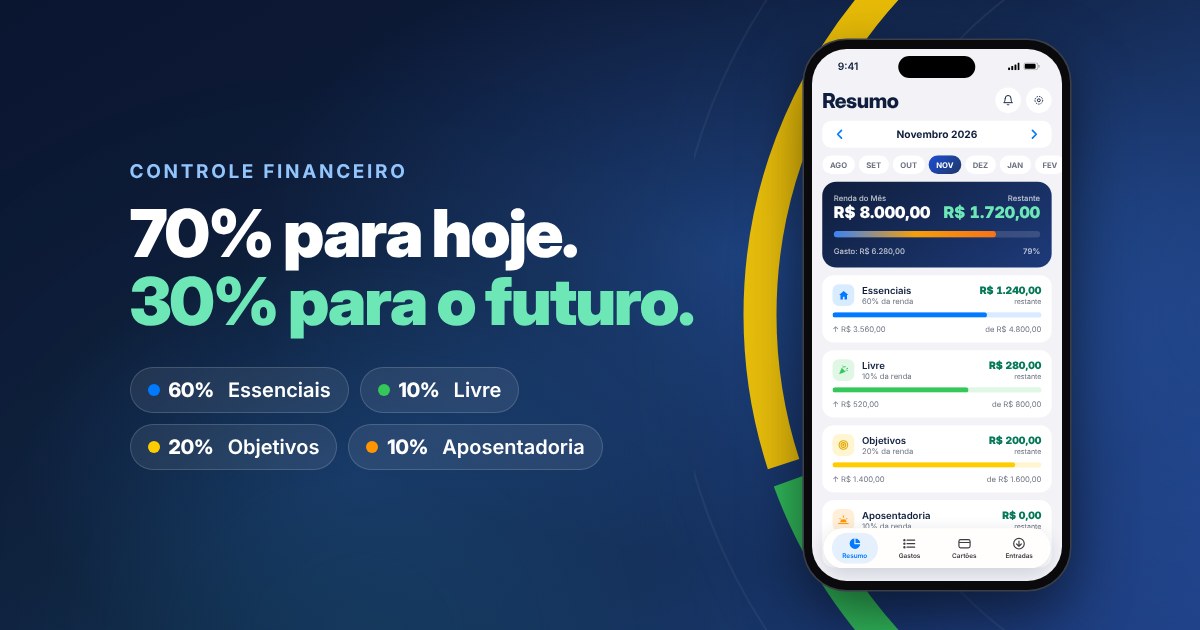 CONTROLE FINANCEIRO
70% para hoje.
30% para o futuro.
60% Essenciais
10% Livre
20% Objetivos
10% Aposentadoria
9:41
Resumo
Novembro 2026
AGO SET OUT NOV DEZ JAN FEV
Renda do Mês Restante
R$ 8.000,00 R$ 1.720,00
Gasto: R$ 6.280,00 79%
Essenciais R$ 1.240,00
60% da renda restante
↑ R$ 3.560,00 de R$ 4.800,00
Livre R$ 280,00
10% da renda restante
↑ R$ 520,00 de R$ 800,00
Objetivos R$ 200,00
20% da renda restante
↑ R$ 1.400,00 de R$ 1.600,00
Aposentadoria R$ 0,00
10% da renda restante
Resumo Gastos Cartões Entradas